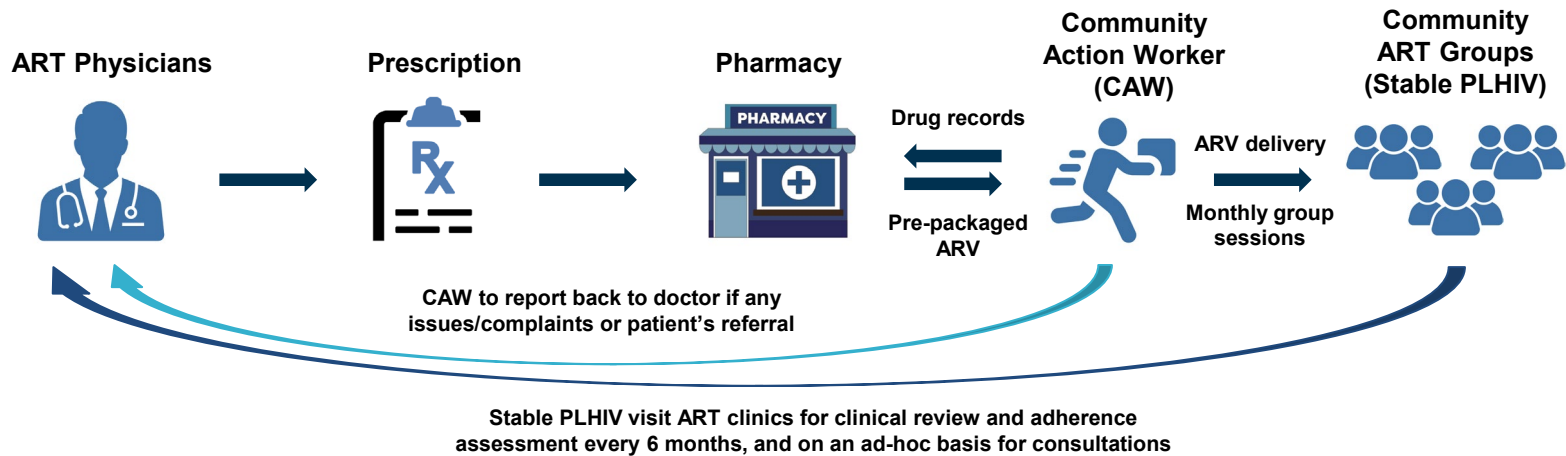 ART Physicians
Prescription
Pharmacy
Community
Action Worker
(CAW)
Community
ART Groups
(Stable PLHIV)
Rx
PHARMACY
Drug records
Pre-packaged
ARV
ARV delivery
Monthly group
sessions
CAW to report back to doctor if any
issues/complaints or patient’s referral
Stable PLHIV visit ART clinics for clinical review and adherence
assessment every 6 months, and on an ad-hoc basis for consultations